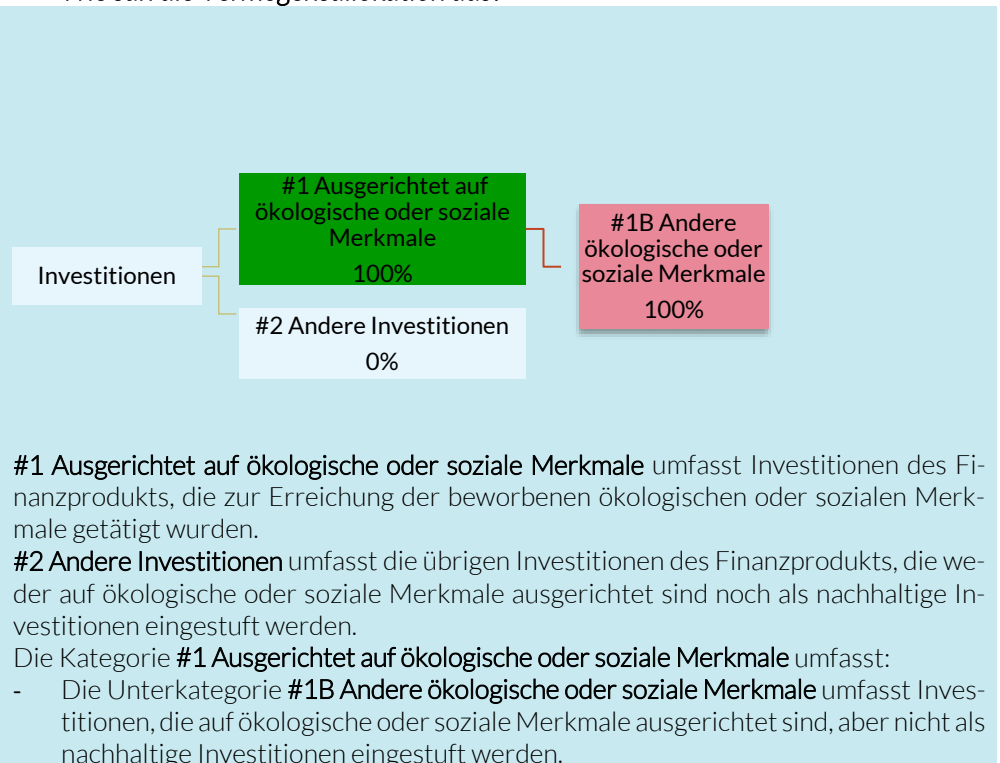 #1 Ausgerichtet auf
ökologische oder soziale
Merkmale
100%
#1B Andere
ökologische oder
soziale Merkmale
100%
Investitionen
#2 Andere Investitionen
0%
#1 Ausgerichtet auf ökologische oder soziale Merkmale umfasst Investitionen des Fi-
nanzprodukts, die zur Erreichung der beworbenen ökologischen oder sozialen Merk-
male getätigt wurden.
#2 Andere Investitionen umfasst die übrigen Investitionen des Finanzprodukts, die we-
der auf ökologische oder soziale Merkmale ausgerichtet sind noch als nachhaltige In-
vestitionen eingestuft werden.
Die Kategorie #1 Ausgerichtet auf ökologische oder soziale Merkmale umfasst:
- Die Unterkategorie #1B Andere ökologische oder soziale Merkmale umfasst Inves-
titionen, die auf ökologische oder soziale Merkmale ausgerichtet sind, aber nicht als
nachhaltige Investitionen eingestuft werden.